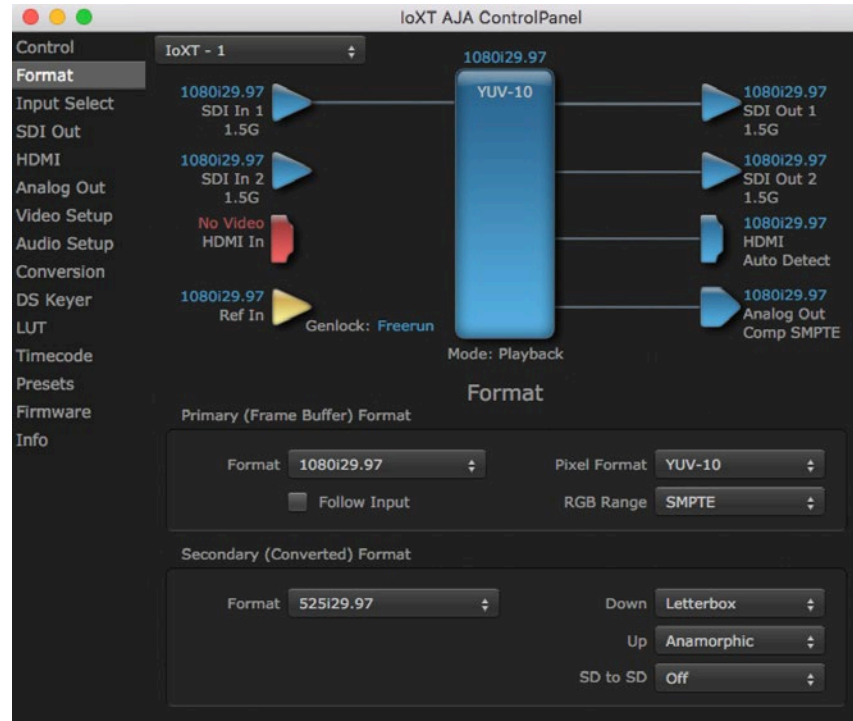 IoXT AJA ControlPanel
Control
Format
Input Select
SDI Out
HDMI
Analog Out
Video Setup
Audio Setup
Conversion
DS Keyer
LUT
Timecode
Presets
Firmware
Info
IoXT - 1
1080i29.97
SDI In 1
1.5G
1080i29.97
SDI In 2
1.5G
No Video
HDMI In
1080i29.97
Ref In
Genlock: Freerun
1080i29.97
YUV-10
Mode: Playback
1080i29.97
SDI Out 1
1.5G
1080i29.97
SDI Out 2
1.5G
1080i29.97
HDMI
Auto Detect
1080i29.97
Analog Out
Comp SMPTE
Format
Primary (Frame Buffer) Format
Format 1080i29.97 Pixel Format YUV-10
Follow Input RGB Range SMPTE
Secondary (Converted) Format
Format 525i29.97 Down Letterbox
Up Anamorphic
SD to SD Off